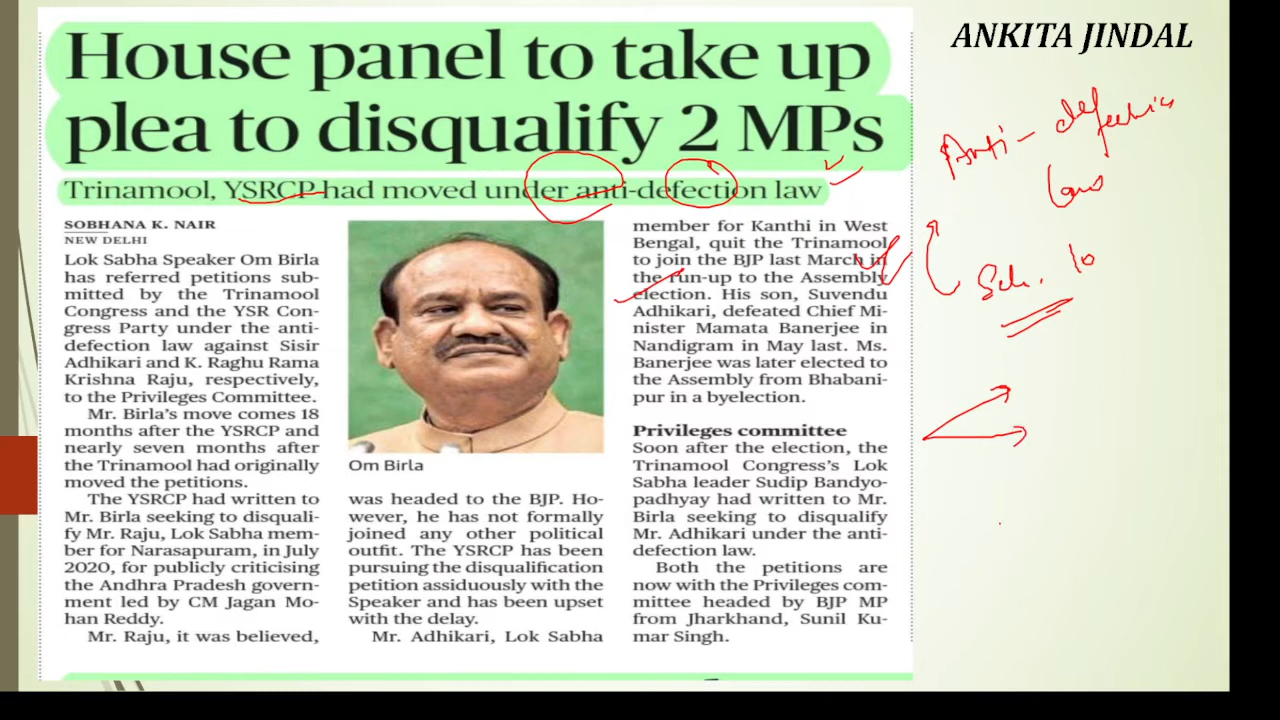 House panel to take up
plea to disqualify 2 MPs
Trinamool, YSRCP had moved under anti-defection law
SOBHANA K. NAIR
NEW DELHI
Lok Sabha Speaker Om Birla
has referred petitions sub-
mitted by the Trinamool
Congress and the YSR Con-
gress Party under the anti-
defection law against Sisir
Adhikari and K. Raghu Rama
Krishna Raju, respectively,
to the Privileges Committee.
Mr. Birla's move comes 18
months after the YSRCP and
nearly seven months after
the Trinamool had originally
moved the petitions.
The YSRCP had written to
Mr. Birla seeking to disquali-
fy Mr. Raju, Lok Sabha mem-
ber for Narasapuram, in July
2020, for publicly criticising
the Andhra Pradesh govern-
ment led by CM Jagan Mo-
han Reddy.
Mr. Raju, it was believed,
Om Birla
was headed to the BJP. How-
ever, he has not formally
joined any other political
outfit. The YSRCP has been
pursuing the disqualification
petition assiduously with the
Speaker and has been upset
with the delay.
Mr. Adhikari, Lok Sabha
member for Kanthi in West
Bengal, quit the Trinamool
to join the BJP last March in
the run-up to the Assembly
election. His son, Suvendu
Adhikari, defeated Chief Mi-
nister Mamata Banerjee in
Nandigram in May last. Ms.
Banerjee was later elected to
the Assembly from Bhabani-
pur in a byelection.
Privileges committee
Soon after the election, the
Trinamool Congress's Lok
Sabha leader Sudip Bandyo-
padhyay had written to Mr.
Birla seeking to disqualify
Mr. Adhikari under the anti-
defection law.
Both the petitions are
now with the Privileges com-
mittee headed by BJP MP
from Jharkhand, Sunil Ku-
mar Singh.
ANKITA JINDAL
Anti-defection
law
Sch. 10